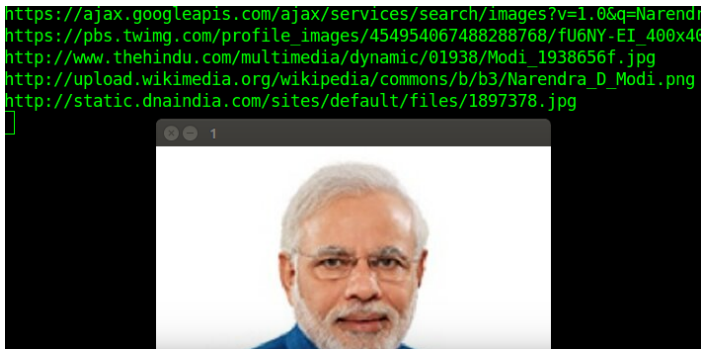 https://ajax.googleapis.com/ajax/services/search/images?v=1.0&q=Narendr
https://pbs.twimg.com/profile_images/454954067488288768/fU6NY-EI_400x40
http://www.thehindu.com/multimedia/dynamic/01938/Modi_1938656f.jpg
http://upload.wikimedia.org/wikipedia/commons/b/b3/Narendra_D_Modi.png
http://static.dnaindia.com/sites/default/files/1897378.jpg
1